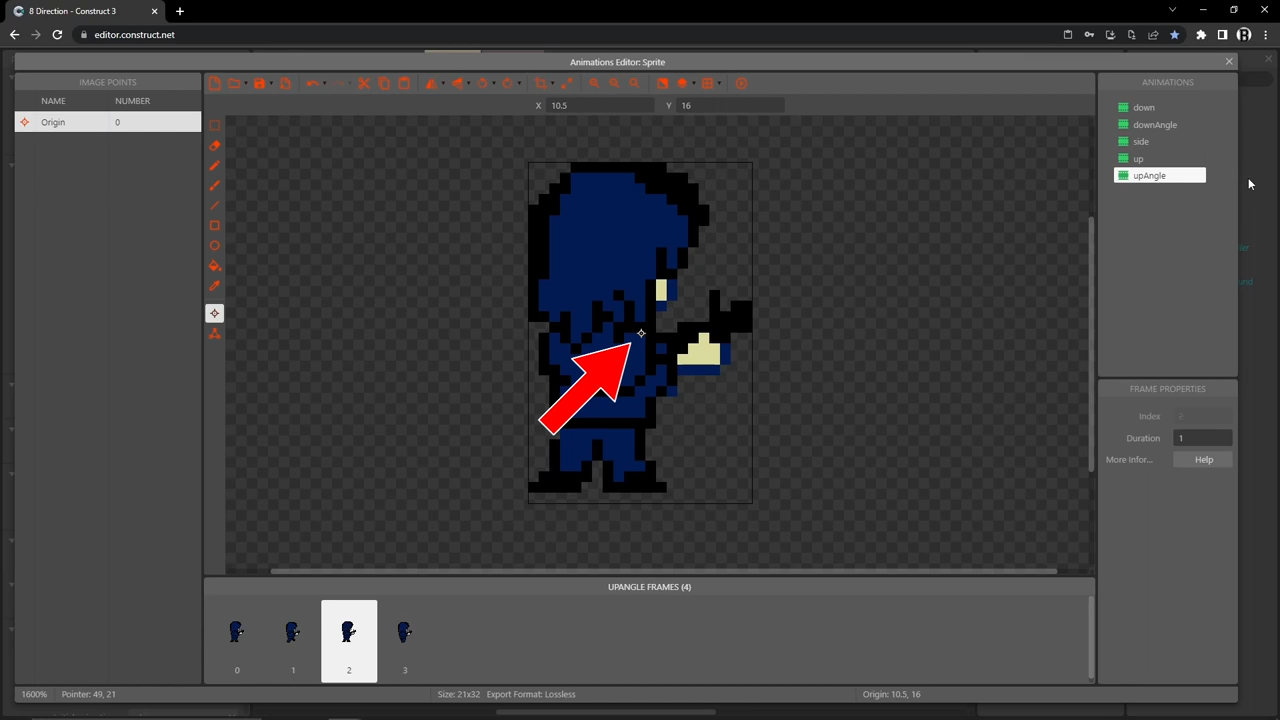 8 Direction - Construct 3
editor.construct.net
Animations Editor: Sprite
IMAGE POINTS
NAME NUMBER
Origin 0
X 10.5 Y 16
ANIMATIONS
down
downAngle
side
up
upAngle
FRAME PROPERTIES
Index 2
Duration 1
More Infor... Help
UPANGLE FRAMES (4)
0 1 2 3
1600% Pointer: 49, 21 Size: 21x32 Export Format: Lossless Origin: 10.5, 16